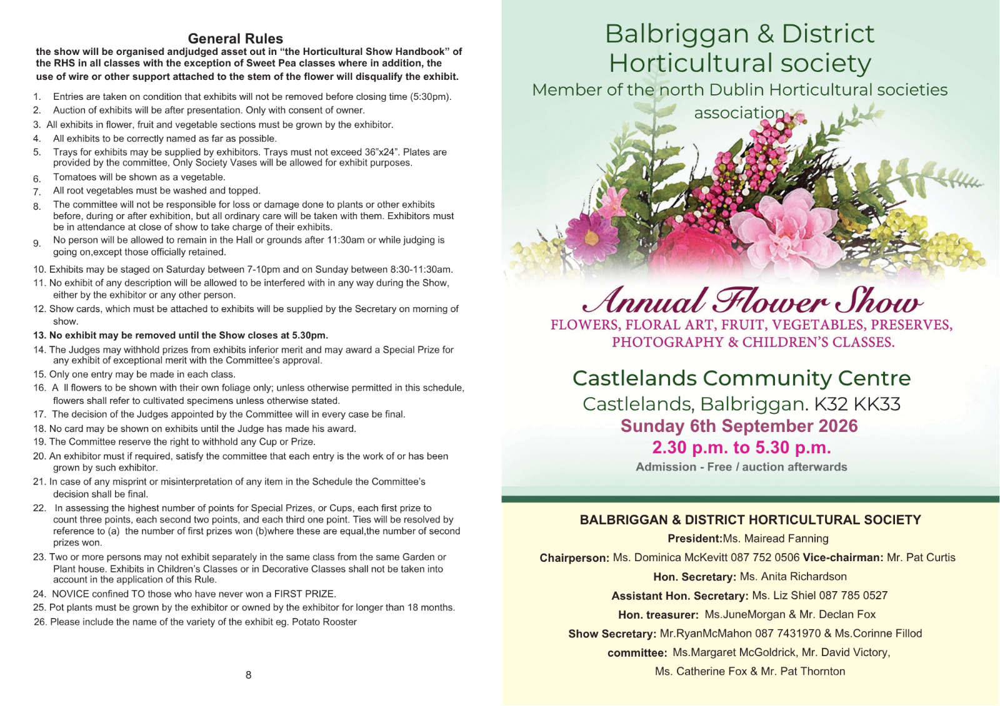 General Rules
the show will be organised andjudged asset out in “the Horticultural Show Handbook” of
the RHS in all classes with the exception of Sweet Pea classes where in addition, the
use of wire or other support attached to the stem of the flower will disqualify the exhibit.
1. Entries are taken on condition that exhibits will not be removed before closing time (5:30pm).
2. Auction of exhibits will be after presentation. Only with consent of owner.
3. All exhibits in flower, fruit and vegetable sections must be grown by the exhibitor.
4. All exhibits to be correctly named as far as possible.
5. Trays for exhibits may be supplied by exhibitors. Trays must not exceed 36”x24”. Plates are
provided by the committee, Only Society Vases will be allowed for exhibit purposes.
6. Tomatoes will be shown as a vegetable.
7. All root vegetables must be washed and topped.
8. The committee will not be responsible for loss or damage done to plants or other exhibits
before, during or after exhibition, but all ordinary care will be taken with them. Exhibitors must
be in attendance at close of show to take charge of their exhibits.
9. No person will be allowed to remain in the Hall or grounds after 11:30am or while judging is
going on,except those officially retained.
10. Exhibits may be staged on Saturday between 7-10pm and on Sunday between 8:30-11:30am.
11. No exhibit of any description will be allowed to be interfered with in any way during the Show,
either by the exhibitor or any other person.
12. Show cards, which must be attached to exhibits will be supplied by the Secretary on morning of
show.
13. No exhibit may be removed until the Show closes at 5.30pm.
14. The Judges may withhold prizes from exhibits inferior merit and may award a Special Prize for
any exhibit of exceptional merit with the Committee’s approval.
15. Only one entry may be made in each class.
16. A ll flowers to be shown with their own foliage only; unless otherwise permitted in this schedule,
flowers shall refer to cultivated specimens unless otherwise stated.
17. The decision of the Judges appointed by the Committee will in every case be final.
18. No card may be shown on exhibits until the Judge has made his award.
19. The Committee reserve the right to withhold any Cup or Prize.
20. An exhibitor must if required, satisfy the committee that each entry is the work of or has been
grown by such exhibitor.
21. In case of any misprint or misinterpretation of any item in the Schedule the Committee’s
decision shall be final.
22. In assessing the highest number of points for Special Prizes, or Cups, each first prize to
count three points, each second two points, and each third one point. Ties will be resolved by
reference to (a) the number of first prizes won (b)where these are equal,the number of second
prizes won.
23. Two or more persons may not exhibit separately in the same class from the same Garden or
Plant house. Exhibits in Children’s Classes or in Decorative Classes shall not be taken into
account in the application of this Rule.
24. NOVICE confined TO those who have never won a FIRST PRIZE.
25. Pot plants must be grown by the exhibitor or owned by the exhibitor for longer than 18 months.
26. Please include the name of the variety of the exhibit eg. Potato Rooster
8
Balbriggan & District
Horticultural society
Member of the north Dublin Horticultural societies
association
Annual Flower Show
FLOWERS, FLORAL ART, FRUIT, VEGETABLES, PRESERVES,
PHOTOGRAPHY & CHILDREN’S CLASSES.
Castlelands Community Centre
Castlelands, Balbriggan. K32 KK33
Sunday 6th September 2026
2.30 p.m. to 5.30 p.m.
Admission - Free / auction afterwards
BALBRIGGAN & DISTRICT HORTICULTURAL SOCIETY
President:Ms. Mairead Fanning
Chairperson: Ms. Dominica McKevitt 087 752 0506 Vice-chairman: Mr. Pat Curtis
Hon. Secretary: Ms. Anita Richardson
Assistant Hon. Secretary: Ms. Liz Shiel 087 785 0527
Hon. treasurer: Ms.JuneMorgan & Mr. Declan Fox
Show Secretary: Mr.RyanMcMahon 087 7431970 & Ms.Corinne Fillod
committee: Ms.Margaret McGoldrick, Mr. David Victory,
Ms. Catherine Fox & Mr. Pat Thornton